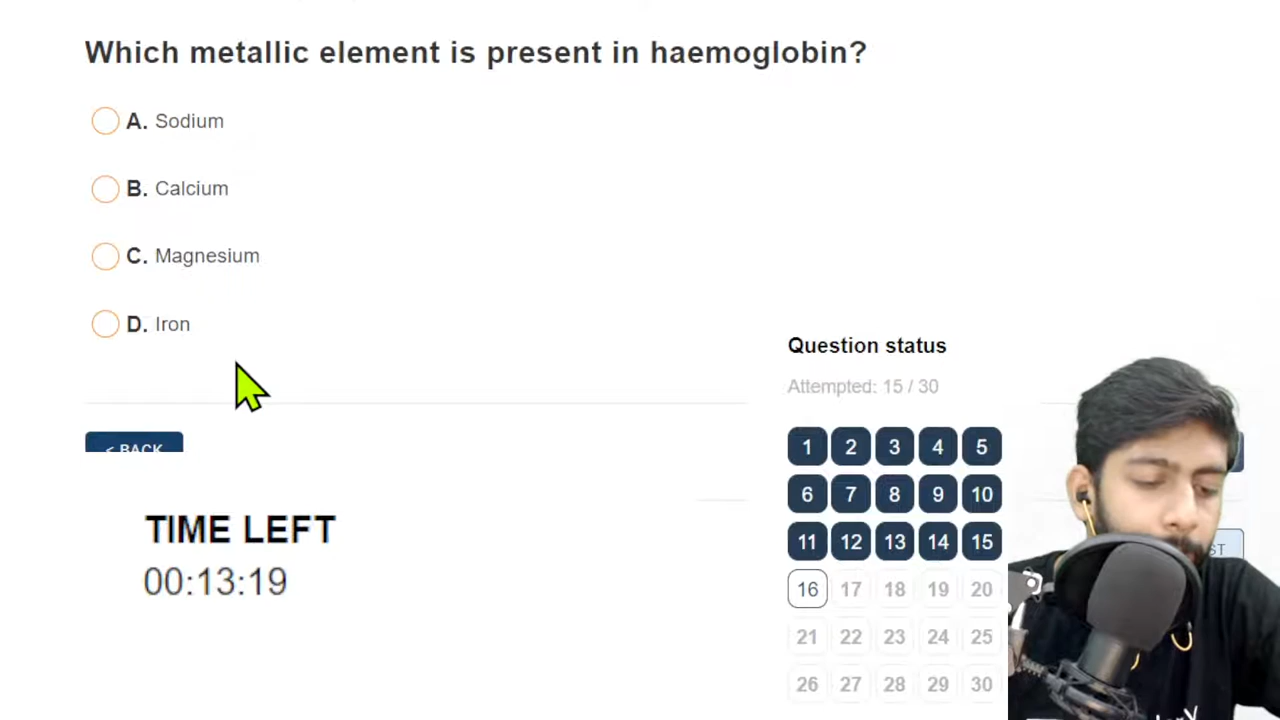 Which metallic element is present in haemoglobin?
A. Sodium
B. Calcium
C. Magnesium
D. Iron
Question status
Attempted: 15 / 30
< BACK
1 2 3 4 5
6 7 8 9 10
TIME LEFT
11 12 13 14 15
ST
00:13:19
16 17 18 19 20
21 22 23 24 25
26 27 28 29 30